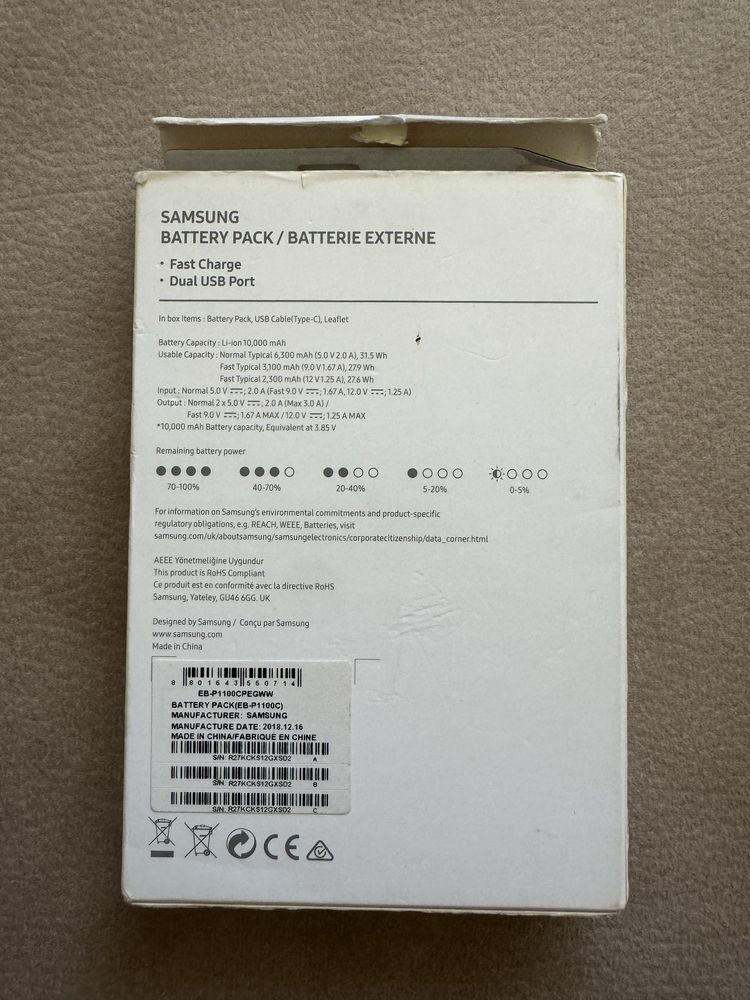 SAMSUNG
BATTERY PACK / BATTERIE EXTERNE
• Fast Charge
• Dual USB Port
In box Items : Battery Pack, USB Cable(Type-C), Leaflet
Battery Capacity : Li-ion 10,000 mAh
Usable Capacity : Normal Typical 6,300 mAh (5.0 V 2.0 A), 31.5 Wh
Fast Typical 3,100 mAh (9.0 V 1.67 A), 27.9 Wh
Fast Typical 2,300 mAh (12 V 1.25 A), 27.6 Wh
Input : Normal 5.0 V ⎓; 2.0 A (Fast 9.0 V ⎓; 1.67 A, 12.0 V ⎓; 1.25 A)
Output : Normal 2 x 5.0 V ⎓; 2.0 A (Max 3.0 A) /
Fast 9.0 V ⎓; 1.67 A MAX / 12.0 V ⎓; 1.25 A MAX
*10,000 mAh Battery capacity, Equivalent at 3.85 V
Remaining battery power
70-100% 40-70% 20-40% 5-20% 0-5%
For information on Samsung's environmental commitments and product-specific
regulatory obligations, e.g. REACH, WEEE, Batteries, visit
samsung.com/uk/aboutsamsung/samsungelectronics/corporatecitizenship/data_corner.html
AEEE Yönetmeliğine Uygundur
This product is RoHS Compliant
Ce produit est en conformité avec la directive RoHS
Samsung, Yateley, GU46 6GG. UK
Designed by Samsung / Conçu par Samsung
www.samsung.com
Made in China
8 801643 550714
EB-P1100CPEGWW
BATTERY PACK(EB-P1100C)
MANUFACTURER: SAMSUNG
MANUFACTURE DATE: 2018.12.16
MADE IN CHINA/FABRIQUÉ EN CHINE
S/N: R27KCKS12GXSD2 A
S/N: R27KCKS12GXSD2 B
S/N: R27KCKS12GXSD2 C
CE